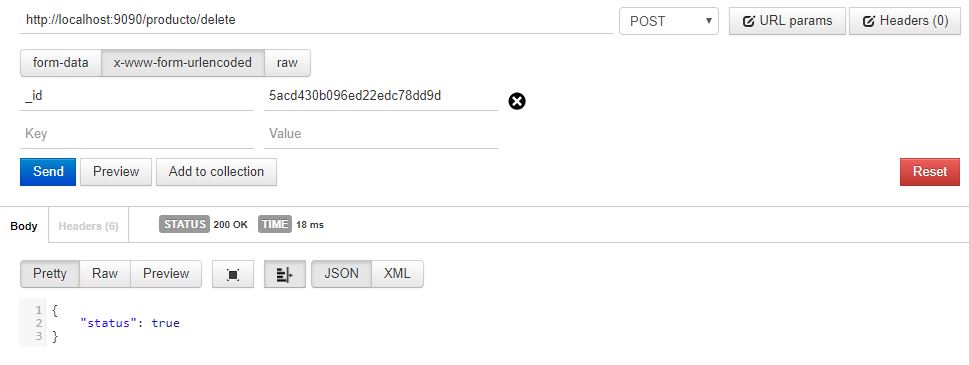 http://localhost:9090/producto/delete POST URL params Headers (0)
form-data x-www-form-urlencoded raw
_id 5acd430b096ed22edc78dd9d
Key Value
Send Preview Add to collection Reset
Body Headers (6) STATUS 200 OK TIME 18 ms
Pretty Raw Preview JSON XML
1 {
2 "status": true
3 }